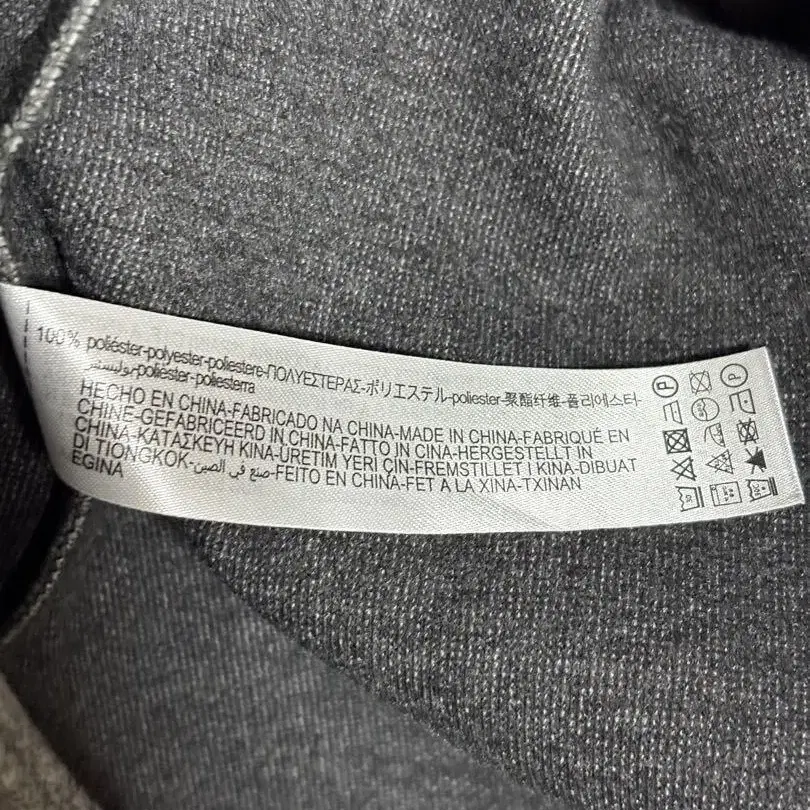 100% poliéster-polyester-poliestere-ΠΟΛΥΕΣΤΕΡΑΣ-ポリエステル-poliester-聚酯纤维-폴리에스터-
بوليستر-poliéster-poliesterra
HECHO EN CHINA-FABRICADO NA CHINA-MADE IN CHINA-FABRIQUÉ EN
CHINE-GEFABRICEERD IN CHINA-FATTO IN CINA-HERGESTELLT IN
CHINA-ΚΑΤΑΣΚΕΥΗ ΚΙΝΑ-ÜRETIM YERI ÇIN-FREMSTILLET I KINA-DIBUAT
DI TIONGKOK-صنع في الصين-FEITO EN CHINA-FET A LA XINA-TXINAN
EGINA
P P